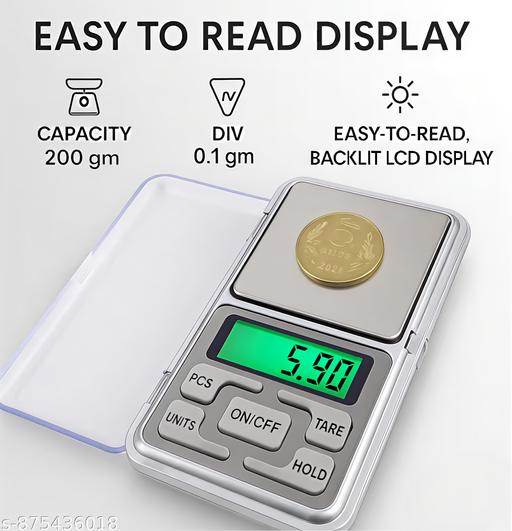 EASY TO READ DISPLAY
CAPACITY
200 gm
DIV
0.1 gm
EASY-TO-READ,
BACKLIT LCD DISPLAY
2021
5.90
PCS
UNITS
ON/CFF
TARE
HOLD
s-875436018